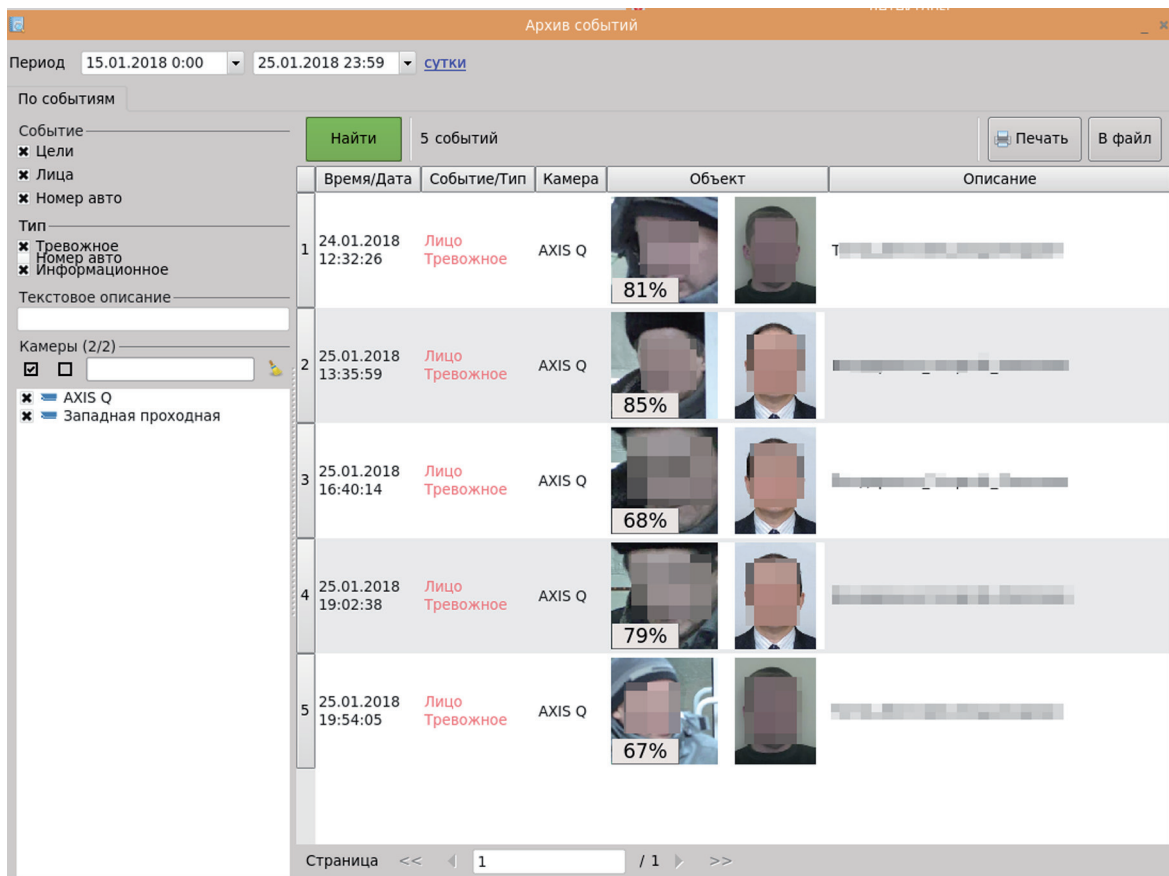 Архив событий
Период 15.01.2018 0:00 25.01.2018 23:59 сутки
По событиям
Событие
Цели
Лица
Номер авто
Тип
Тревожное
Номер авто
Информационное
Текстовое описание
Камеры (2/2)
AXIS Q
Западная проходная
Найти 5 событий Печать В файл
Время/Дата Событие/Тип Камера Объект Описание
1 24.01.2018 12:32:26 Лицо Тревожное AXIS Q 81%
2 25.01.2018 13:35:59 Лицо Тревожное AXIS Q 85%
3 25.01.2018 16:40:14 Лицо Тревожное AXIS Q 68%
4 25.01.2018 19:02:38 Лицо Тревожное AXIS Q 79%
5 25.01.2018 19:54:05 Лицо Тревожное AXIS Q 67%
Страница << 1 / 1 >>